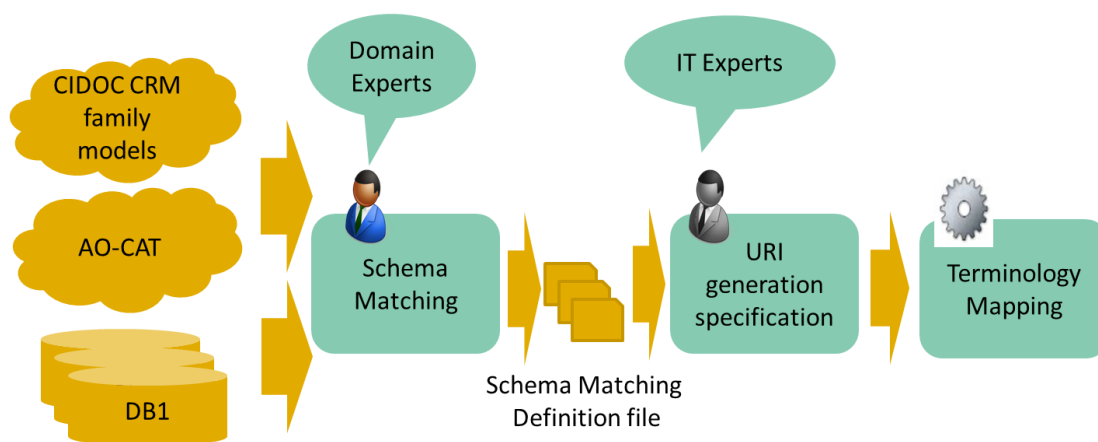 CIDOC CRM
family
models
AO-CAT
DB1
Domain
Experts
Schema
Matching
Schema Matching
Definition file
IT Experts
URI
generation
specification
Terminology
Mapping